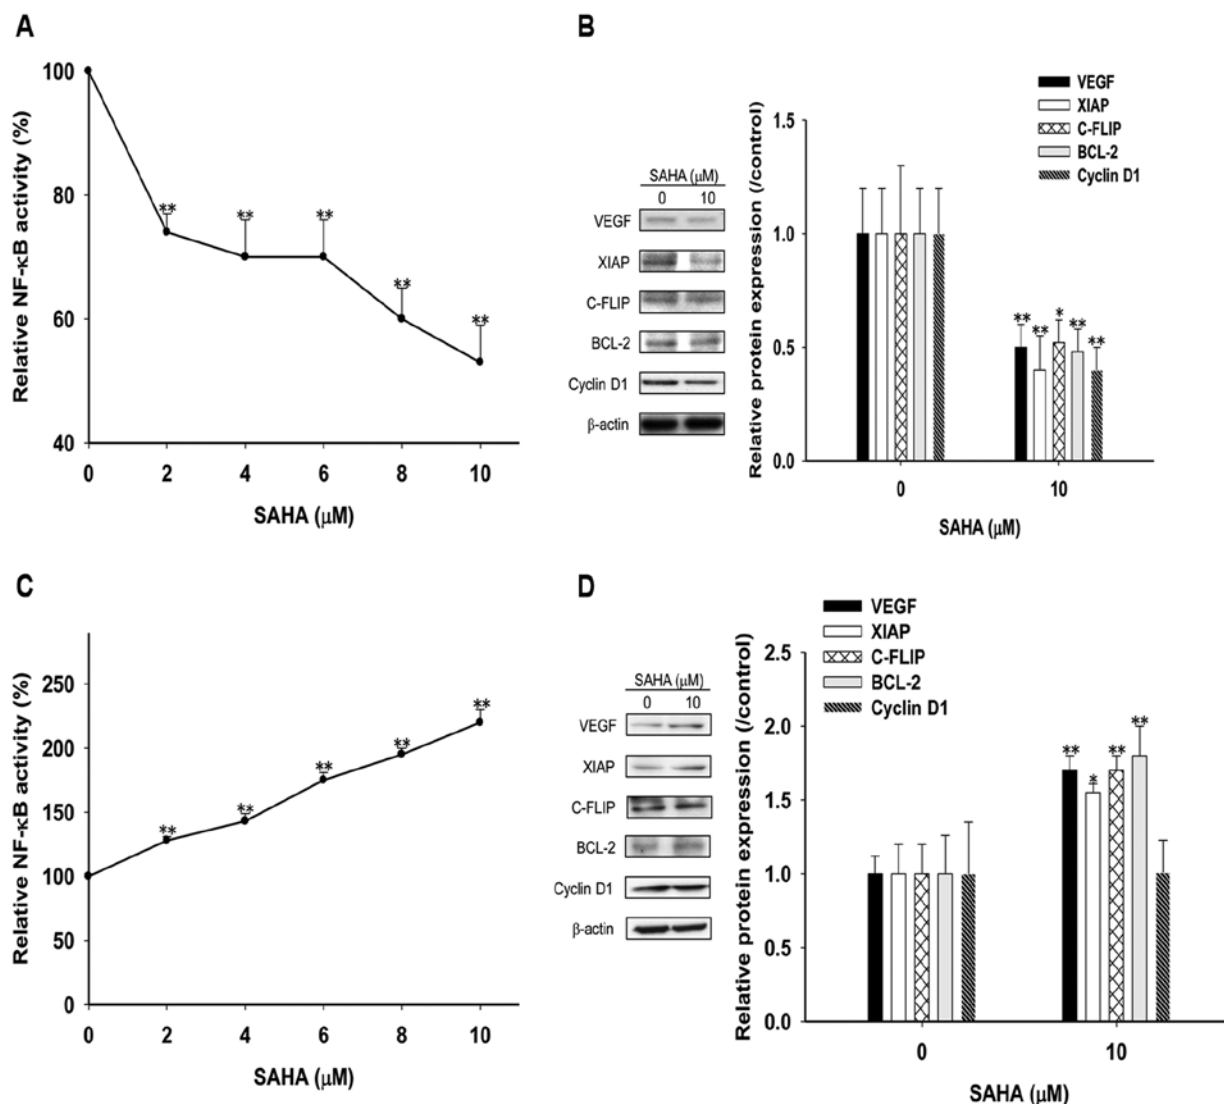 A
Relative NF-κB activity (%)
100
80
60
40
** ** ** ** **
0 2 4 6 8 10
SAHA (μM)
B
SAHA (μM)
0 10
VEGF
XIAP
C-FLIP
BCL-2
Cyclin D1
β-actin
Relative protein expression (/control)
1.5
1.0
0.5
0.0
VEGF
XIAP
C-FLIP
BCL-2
Cyclin D1
** ** * ** **
0 10
SAHA (μM)
C
Relative NF-κB activity (%)
250
200
150
100
50
0
** ** ** ** **
0 2 4 6 8 10
SAHA (μM)
D
SAHA (μM)
0 10
VEGF
XIAP
C-FLIP
BCL-2
Cyclin D1
β-actin
Relative protein expression (/control)
2.5
2.0
1.5
1.0
0.5
0.0
VEGF
XIAP
C-FLIP
BCL-2
Cyclin D1
** * ** **
0 10
SAHA (μM)